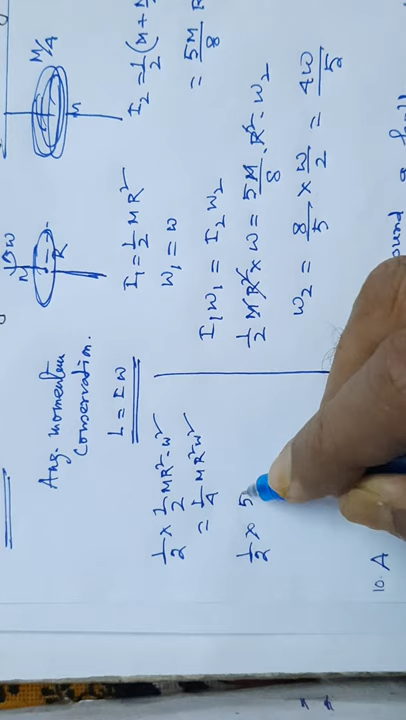 M/4
M
I₂ = ½(M +
= 5M/8 R
ω
M
R
I₁ = ½ MR²
ω₁ = ω
I₁ω₁ = I₂ω₂
½ MR² × ω = 5M/8 · R² · ω₂
ω₂ = 8/5 × ω/2 = 4ω/5
Ang. momentum
Conservation.
L = Iω
½ × ½ MR² · ω²
= ¼ MR²ω²
½ × 5
10. A
ound a